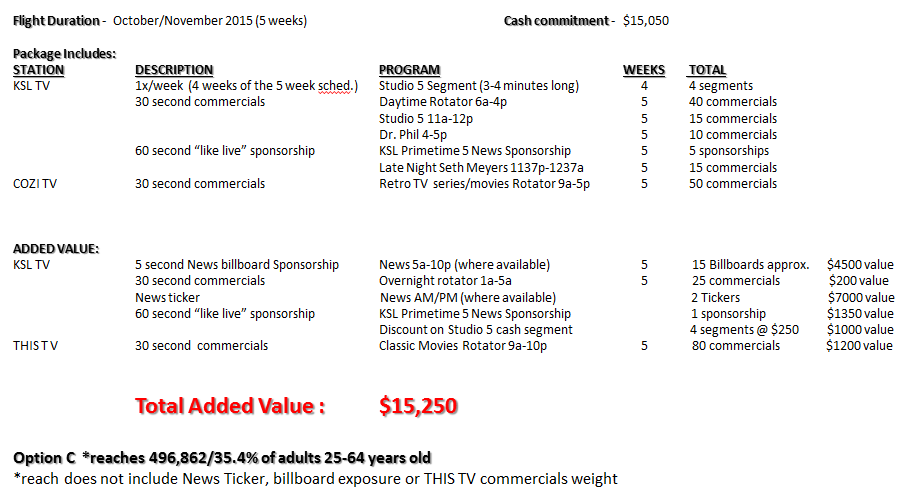 Flight Duration - October/November 2015 (5 weeks) Cash commitment - $15,050
Package Includes:
STATION DESCRIPTION PROGRAM WEEKS TOTAL
KSL TV 1x/week (4 weeks of the 5 week sched.) Studio 5 Segment (3-4 minutes long) 4 4 segments
30 second commercials Daytime Rotator 6a-4p 5 40 commercials
Studio 5 11a-12p 5 15 commercials
Dr. Phil 4-5p 5 10 commercials
60 second “like live” sponsorship KSL Primetime 5 News Sponsorship 5 5 sponsorships
Late Night Seth Meyers 1137p-1237a 5 15 commercials
COZI TV 30 second commercials Retro TV series/movies Rotator 9a-5p 5 50 commercials
ADDED VALUE:
KSL TV 5 second News billboard Sponsorship News 5a-10p (where available) 5 15 Billboards approx. $4500 value
30 second commercials Overnight rotator 1a-5a 5 25 commercials $200 value
News ticker News AM/PM (where available) 2 Tickers $7000 value
60 second “like live” sponsorship KSL Primetime 5 News Sponsorship 1 sponsorship $1350 value
Discount on Studio 5 cash segment 4 segments @ $250 $1000 value
THIS T V 30 second commercials Classic Movies Rotator 9a-10p 5 80 commercials $1200 value
Total Added Value : $15,250
Option C *reaches 496,862/35.4% of adults 25-64 years old
*reach does not include News Ticker, billboard exposure or THIS TV commercials weight